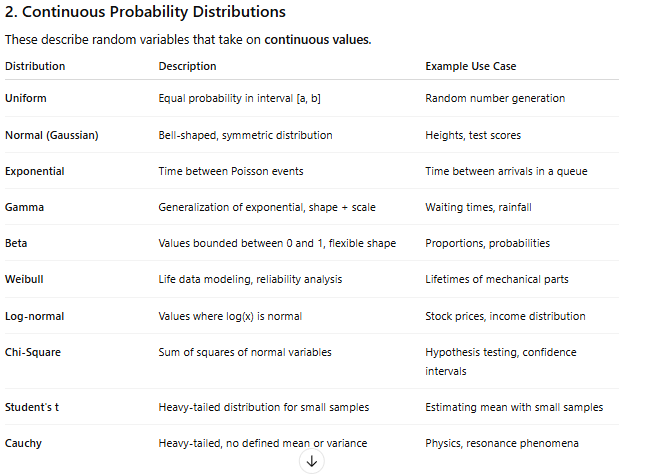 2. Continuous Probability Distributions
These describe random variables that take on continuous values.
Distribution Description Example Use Case
Uniform Equal probability in interval [a, b] Random number generation
Normal (Gaussian) Bell-shaped, symmetric distribution Heights, test scores
Exponential Time between Poisson events Time between arrivals in a queue
Gamma Generalization of exponential, shape + scale Waiting times, rainfall
Beta Values bounded between 0 and 1, flexible shape Proportions, probabilities
Weibull Life data modeling, reliability analysis Lifetimes of mechanical parts
Log-normal Values where log(x) is normal Stock prices, income distribution
Chi-Square Sum of squares of normal variables Hypothesis testing, confidence
intervals
Student's t Heavy-tailed distribution for small samples Estimating mean with small samples
Cauchy Heavy-tailed, no defined mean or variance Physics, resonance phenomena